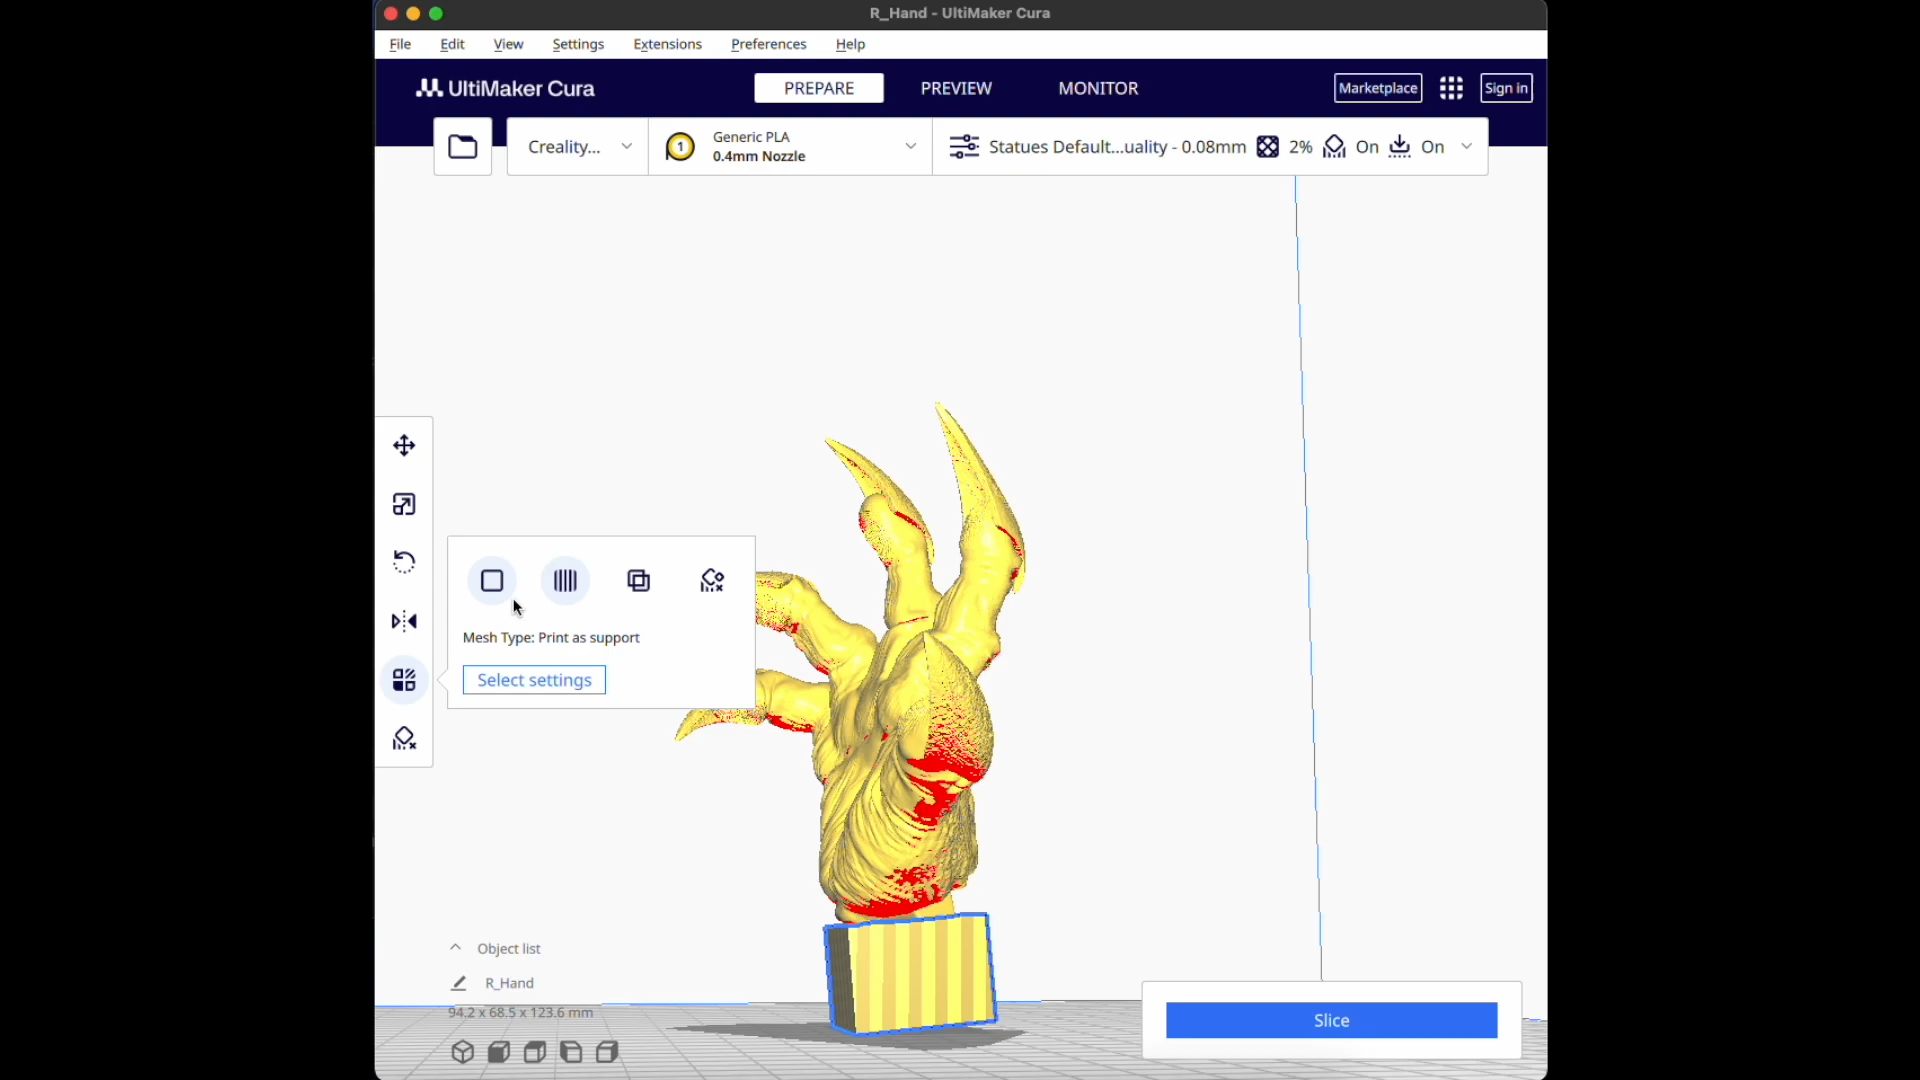 R_Hand - UltiMaker Cura
File Edit View Settings Extensions Preferences Help
UltiMaker Cura PREPARE PREVIEW MONITOR Marketplace Sign in
Creality... 1 Generic PLA
0.4mm Nozzle
Statues Default...uality - 0.08mm 2% On On
Mesh Type: Print as support
Select settings
Object list
R_Hand
94.2 x 68.5 x 123.6 mm
Slice